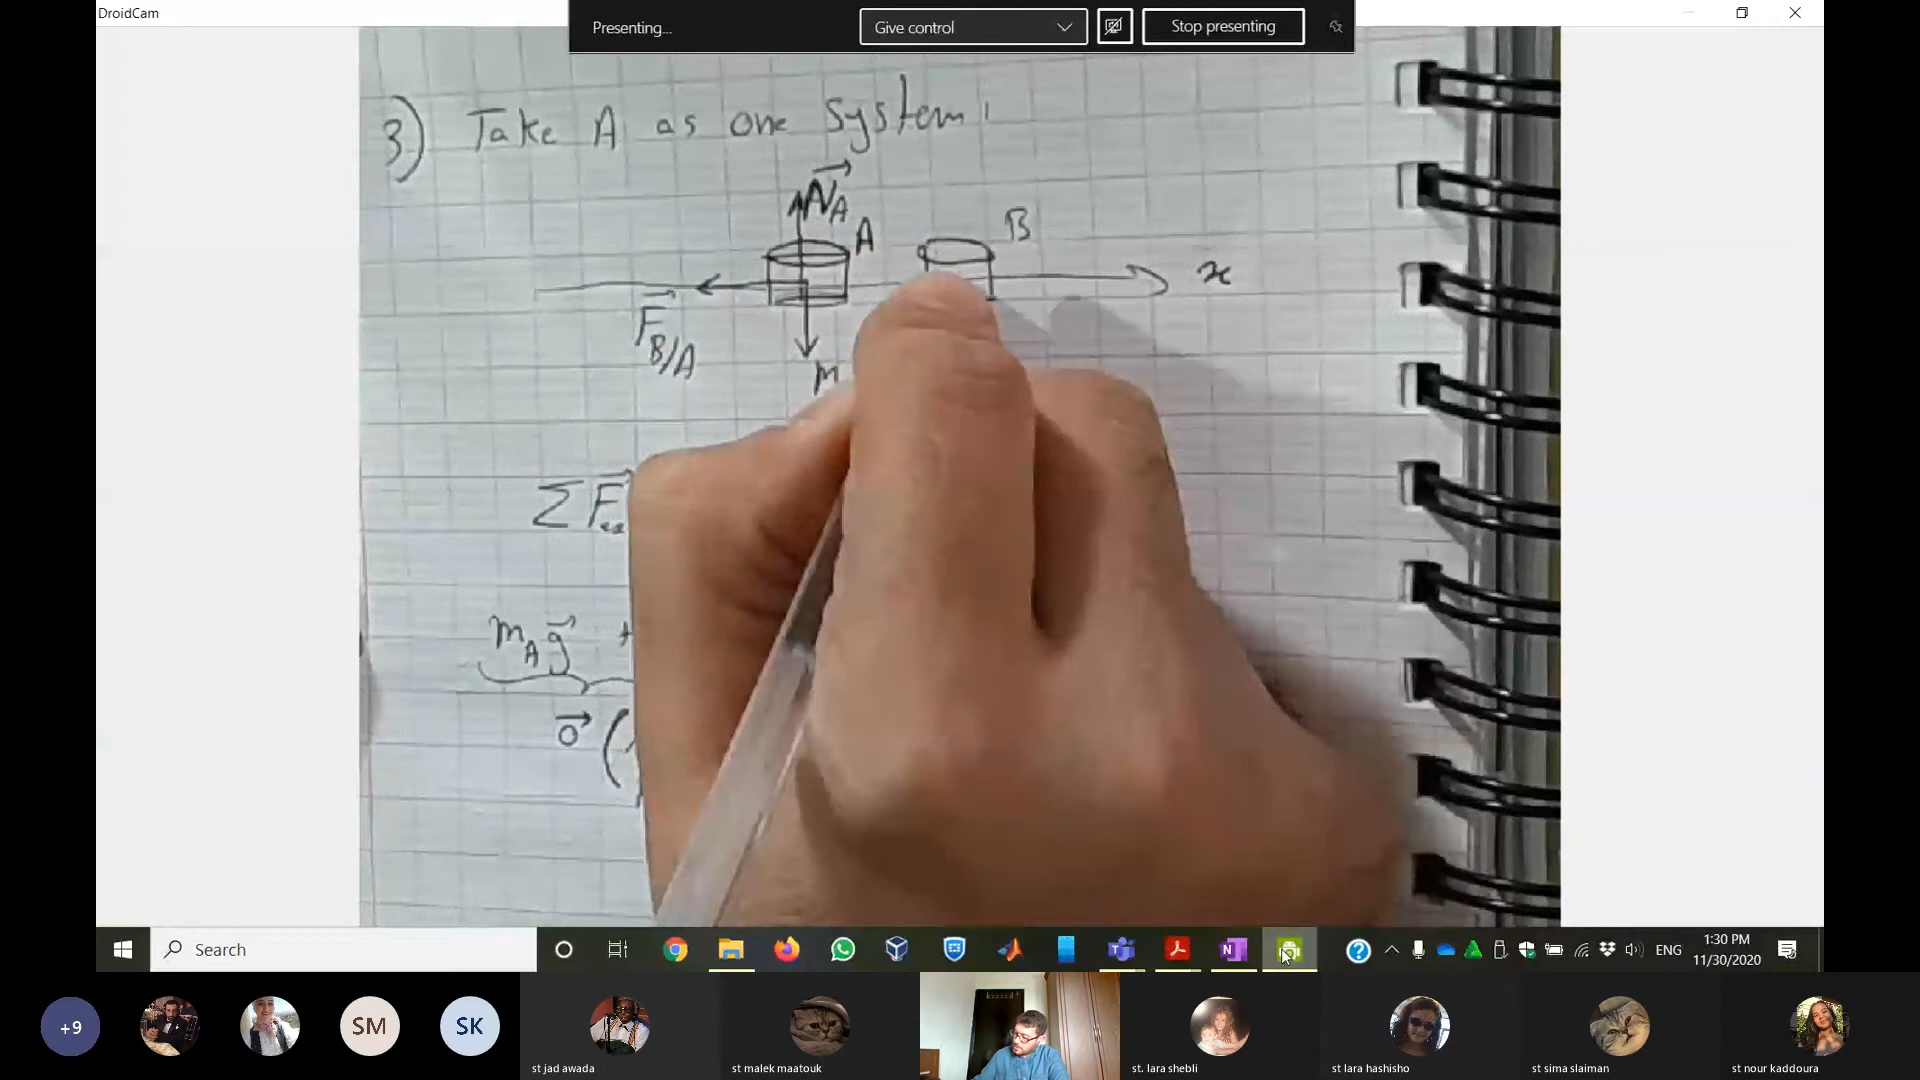 DroidCam
Presenting...
Give control
Stop presenting
3) Take A as one system
N⃗A
A
B
x
F⃗B/A
m
∑ F⃗ex
mA g⃗ +
0⃗ (
Search
ENG
1:30 PM
11/30/2020
+9
SM
SK
st jad awada
st malek maatouk
st. lara shebli
st lara hashisho
st sima slaiman
st nour kaddoura